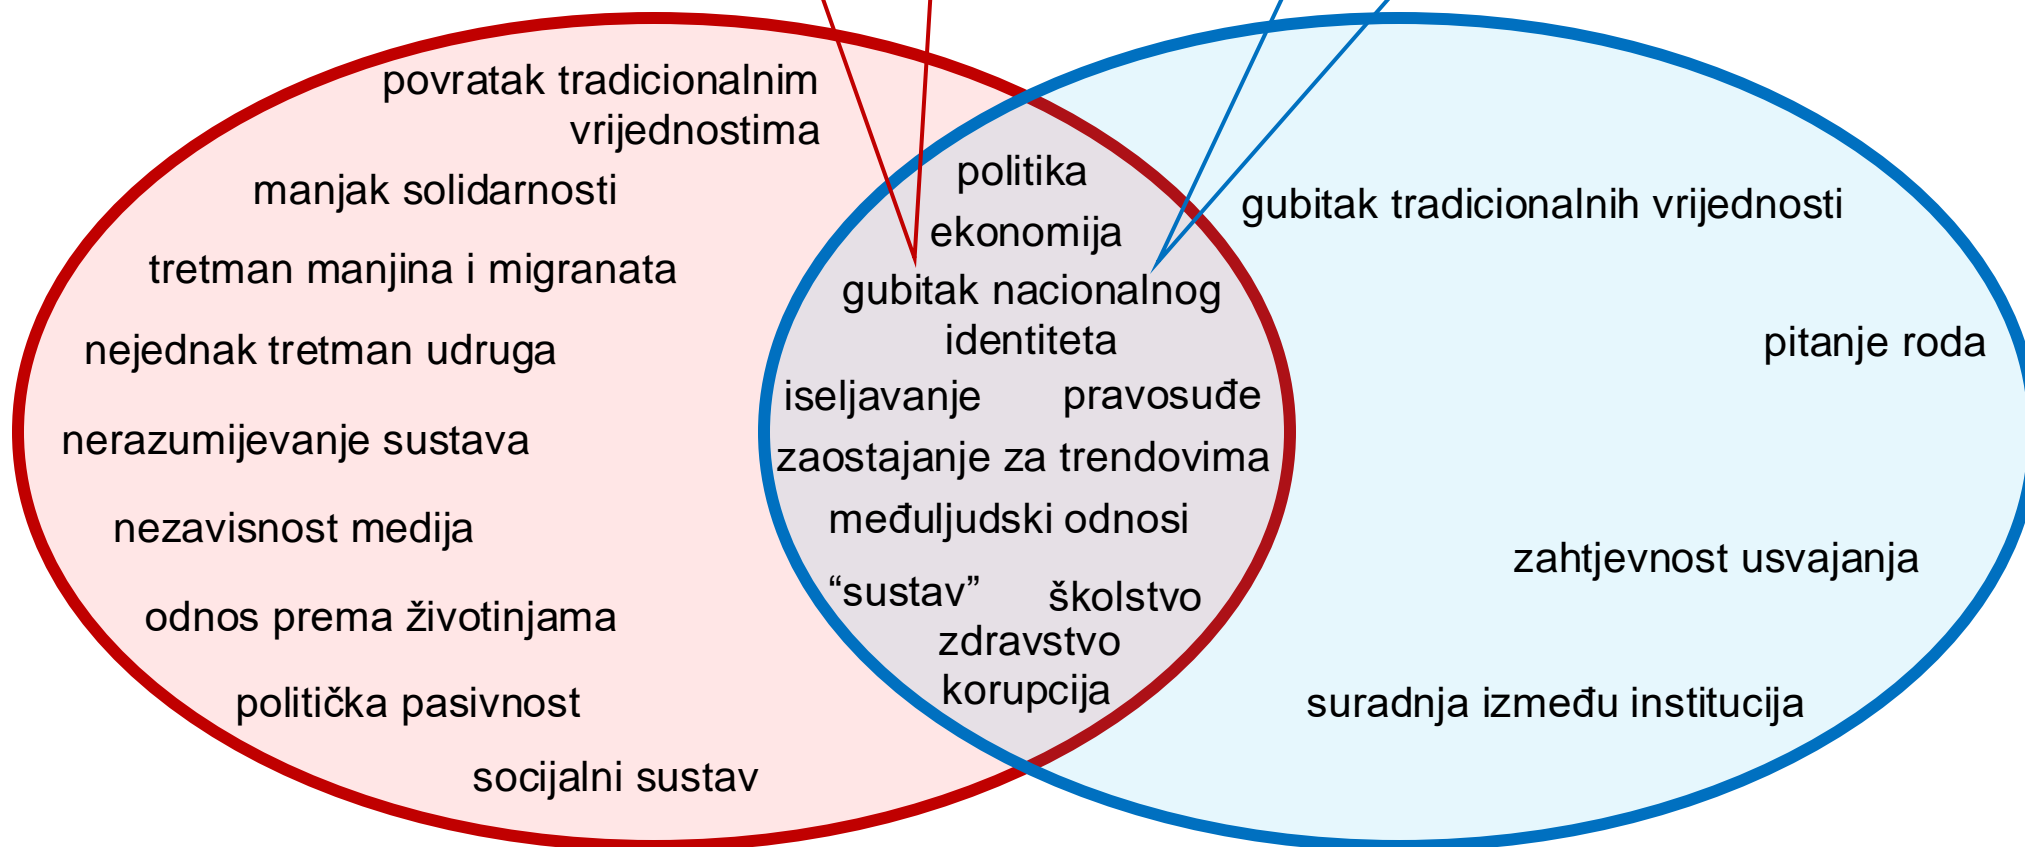 povratak tradicionalnim
vrijednostima
manjak solidarnosti
tretman manjina i migranata
nejednak tretman udruga
nerazumijevanje sustava
nezavisnost medija
odnos prema životinjama
politička pasivnost
socijalni sustav
politika
ekonomija
gubitak nacionalnog
identiteta
iseljavanje
pravosuđe
zaostajanje za trendovima
međuljudski odnosi
“sustav”
školstvo
zdravstvo
korupcija
gubitak tradicionalnih vrijednosti
pitanje roda
zahtjevnost usvajanja
suradnja između institucija